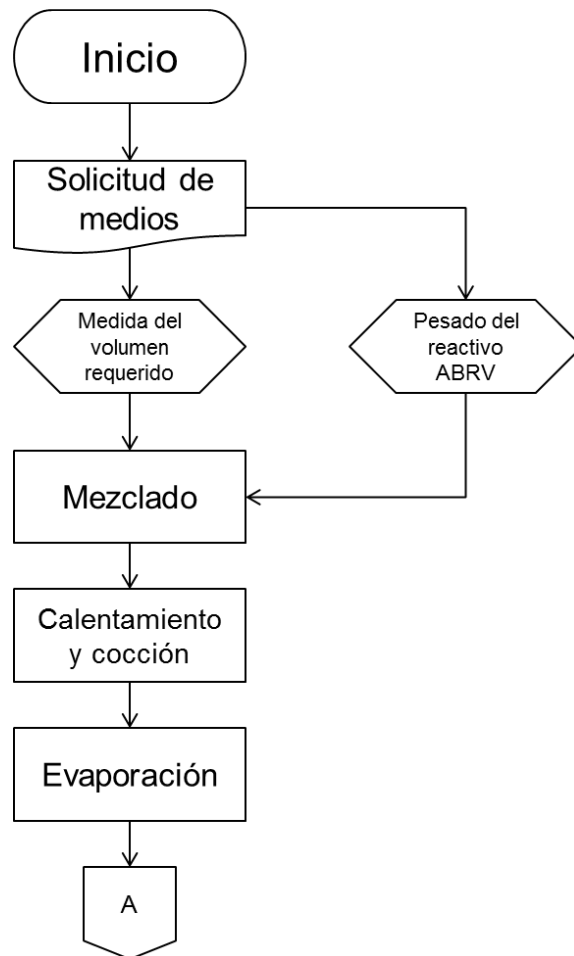 Inicio
Solicitud de
medios
Medida del
volumen
requerido
Pesado del
reactivo
ABRV
Mezclado
Calentamiento
y cocción
Evaporación
A